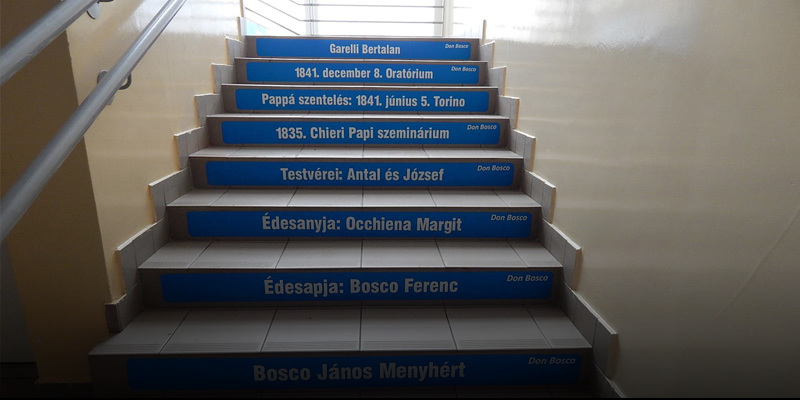 Garelli Bertalan Don Bosco
1841. december 8. Oratórium Don Bosco
Pappá szentelés: 1841. június 5. Torino
1835. Chieri Papi szeminárium Don Bosco
Testvérei: Antal és József Don Bosco
Édesanyja: Occhiena Margit Don Bosco
Édesapja: Bosco Ferenc Don Bosco
Bosco János Menyhért Don Bosco